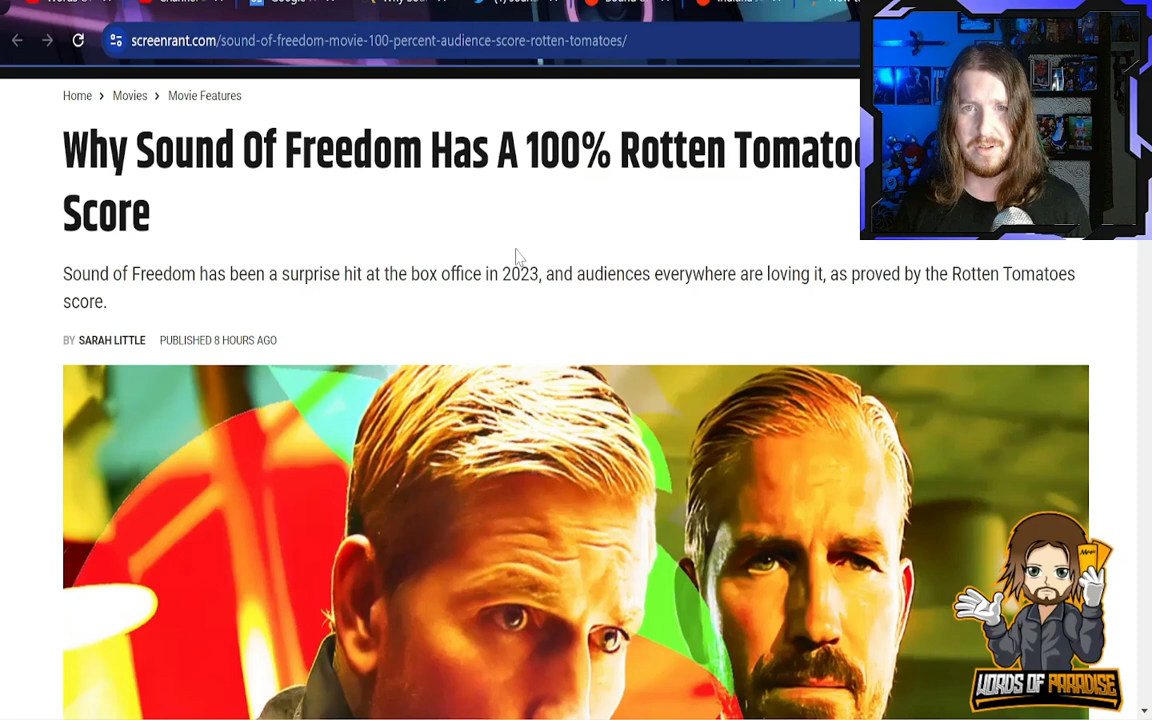 screenrant.com/sound-of-freedom-movie-100-percent-audience-score-rotten-tomatoes/
Home > Movies > Movie Features
Why Sound Of Freedom Has A 100% Rotten Tomato
Score
Sound of Freedom has been a surprise hit at the box office in 2023, and audiences everywhere are loving it, as proved by the Rotten Tomatoes
score.
BY SARAH LITTLE PUBLISHED 8 HOURS AGO
WORDS OF PARADISE